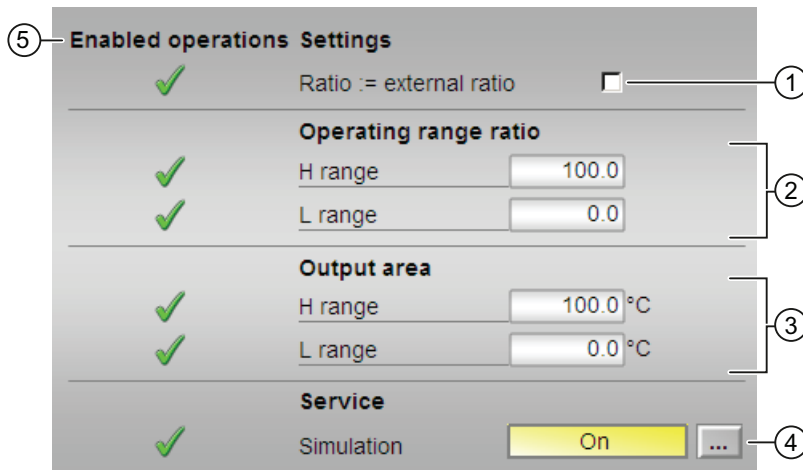 ⑤ Enabled operations Settings
Ratio := external ratio ①
Operating range ratio
H range 100.0
L range 0.0
②
Output area
H range 100.0 °C
L range 0.0 °C
③
Service
Simulation On ... ④